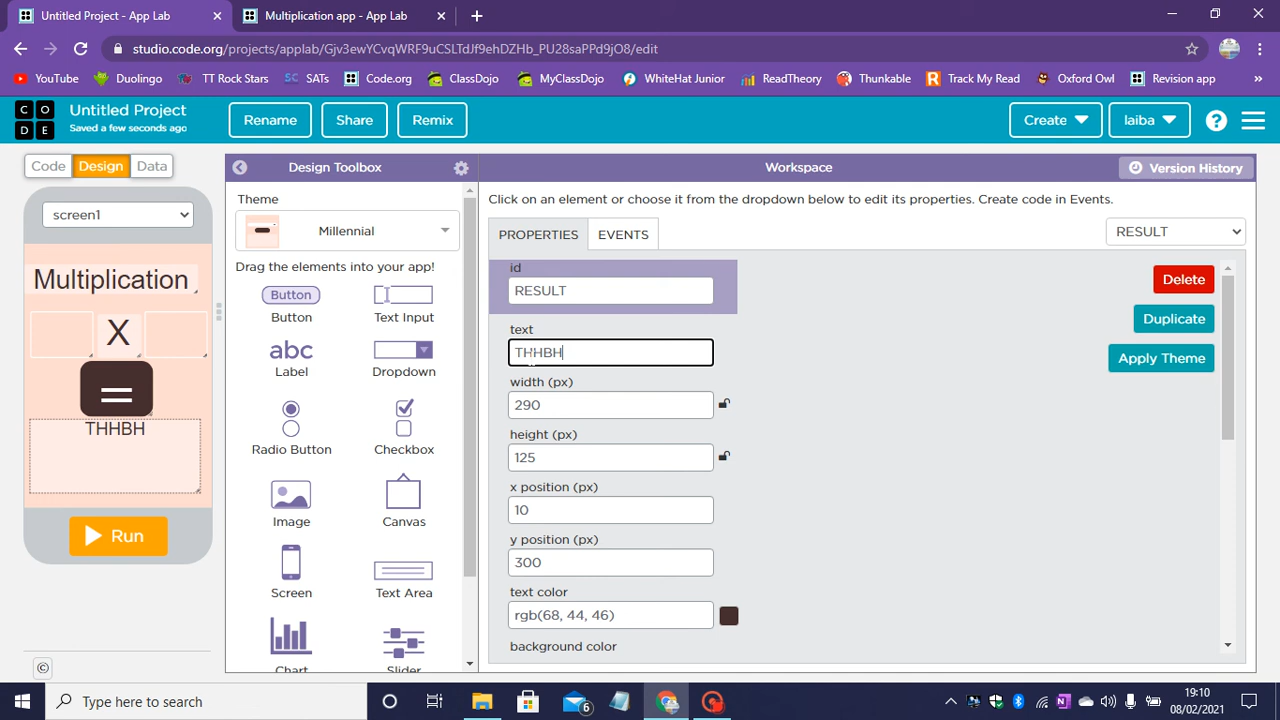 Untitled Project - App Lab
Multiplication app - App Lab
studio.code.org/projects/applab/Gjv3ewYCvqWRF9uCSLTdJf9ehDZHb_PU28saPPd9jO8/edit
YouTube Duolingo TT Rock Stars SC SATs Code.org ClassDojo MyClassDojo WhiteHat Junior ReadTheory Thunkable Track My Read Oxford Owl Revision app »
CODE
Untitled Project
Saved a few seconds ago
Rename Share Remix Create laiba ?
Code Design Data
Design Toolbox
Workspace
Version History
Click on an element or choose it from the dropdown below to edit its properties. Create code in Events.
screen1
Theme
Millennial
PROPERTIES EVENTS
RESULT
Drag the elements into your app!
Multiplication
X
=
THHBH
Run
Button
Button
Text Input
abc
Label
Dropdown
Radio Button
Checkbox
Image
Canvas
Screen
Text Area
Chart
Slider
id
RESULT
text
THHBH
width (px)
290
height (px)
125
x position (px)
10
y position (px)
300
text color
rgb(68, 44, 46)
background color
Delete
Duplicate
Apply Theme
©
Type here to search
6
19:10
08/02/2021